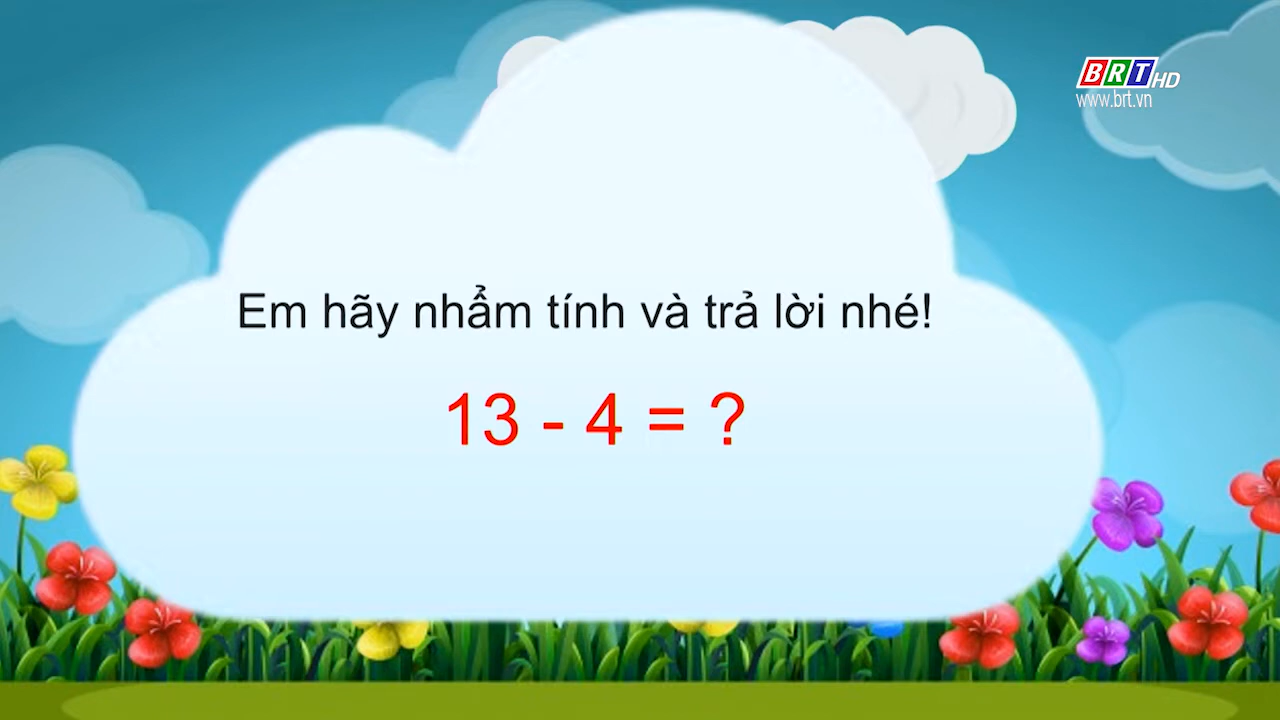 BRT HD
www.brt.vn
Em hãy nhẩm tính và trả lời nhé!
13 - 4 = ?